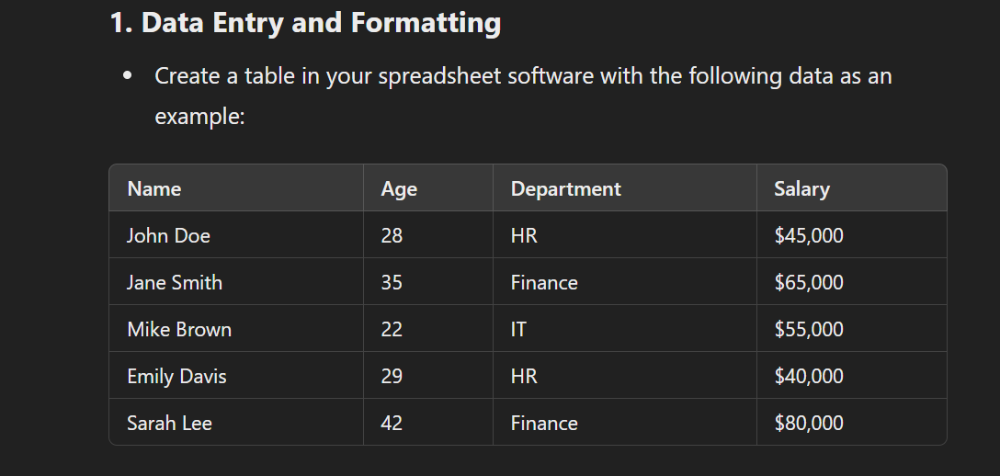 1. Data Entry and Formatting
• Create a table in your spreadsheet software with the following data as an
example:
Name Age Department Salary
John Doe 28 HR $45,000
Jane Smith 35 Finance $65,000
Mike Brown 22 IT $55,000
Emily Davis 29 HR $40,000
Sarah Lee 42 Finance $80,000